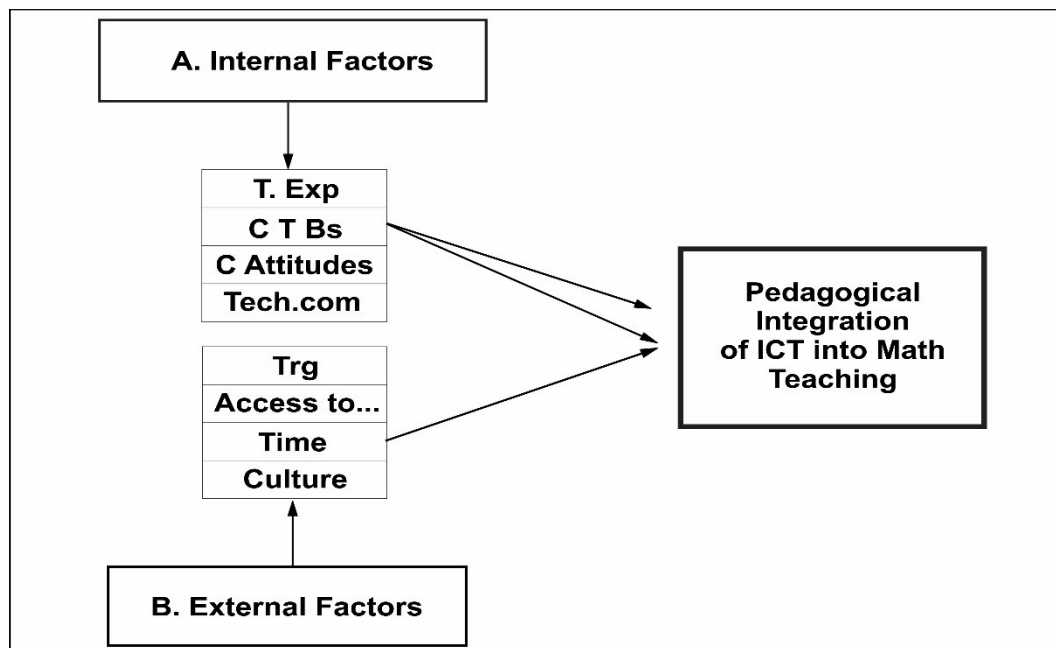 A. Internal Factors
T. Exp
C T Bs
C Attitudes
Tech.com
Trg
Access to...
Time
Culture
B. External Factors
Pedagogical
Integration
of ICT into Math
Teaching